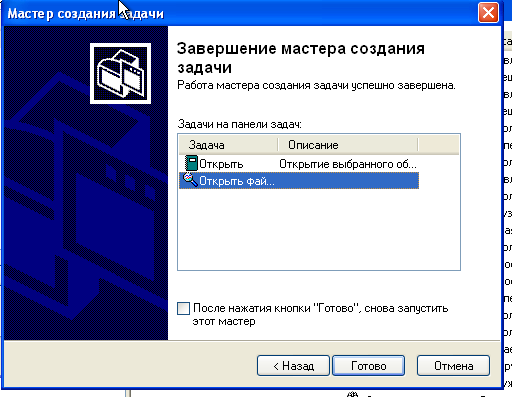 Мастер создания задачи
Завершение мастера создания
задачи
Работа мастера создания задачи успешно завершена.
Задачи на панели задач:
Задача Описание
Открыть Открытие выбранного об...
Открыть фай...
После нажатия кнопки "Готово", снова запустить
этот мастер
< Назад Готово Отмена